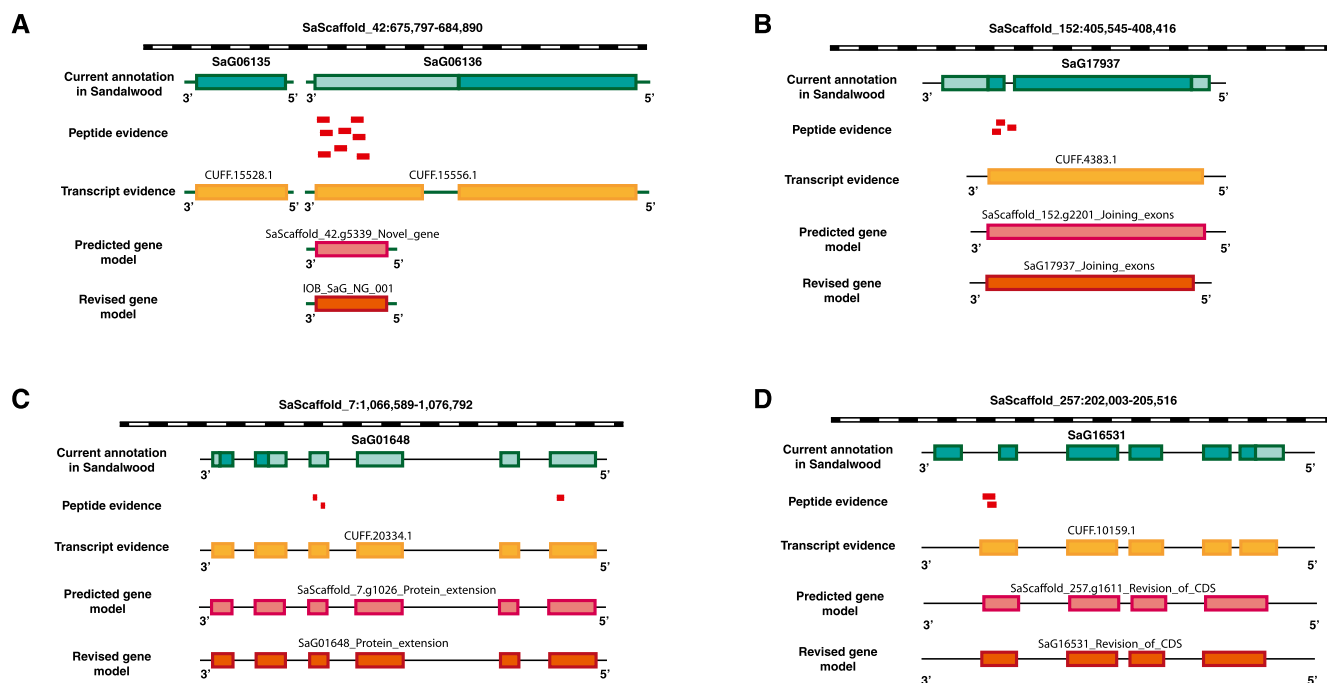 A
SaScaffold_42:675,797-684,890
SaG06135
SaG06136
Current annotation
in Sandalwood
3’
5’
3’
5’
Peptide evidence
CUFF.15528.1
CUFF.15556.1
Transcript evidence
3’
5’
3’
5’
SaScaffold_42.g5339_Novel_gene
Predicted gene
model
3’
5’
IOB_SaG_NG_001
Revised gene
model
3’
5’
B
SaScaffold_152:405,545-408,416
SaG17937
Current annotation
in Sandalwood
3’
5’
Peptide evidence
CUFF.4383.1
Transcript evidence
3’
5’
SaScaffold_152.g2201_Joining_exons
Predicted gene
model
3’
5’
SaG17937_Joining_exons
Revised gene
model
3’
5’
C
SaScaffold_7:1,066,589-1,076,792
SaG01648
Current annotation
in Sandalwood
3’
5’
Peptide evidence
CUFF.20334.1
Transcript evidence
3’
5’
SaScaffold_7.g1026_Protein_extension
Predicted gene
model
3’
5’
SaG01648_Protein_extension
Revised gene
model
3’
5’
D
SaScaffold_257:202,003-205,516
SaG16531
Current annotation
in Sandalwood
3’
5’
Peptide evidence
CUFF.10159.1
Transcript evidence
3’
5’
SaScaffold_257.g1611_Revision_of_CDS
Predicted gene
model
3’
5’
SaG16531_Revision_of_CDS
Revised gene
model
3’
5’